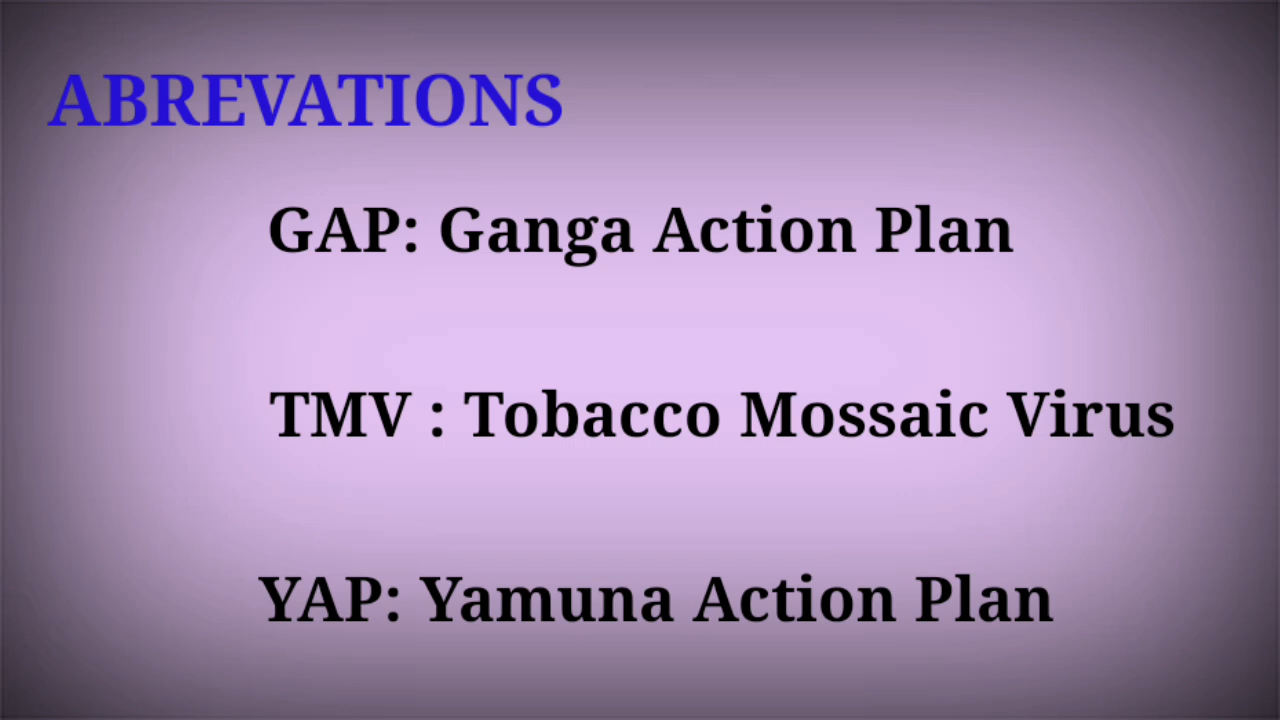 ABREVATIONS
GAP: Ganga Action Plan
TMV : Tobacco Mossaic Virus
YAP: Yamuna Action Plan